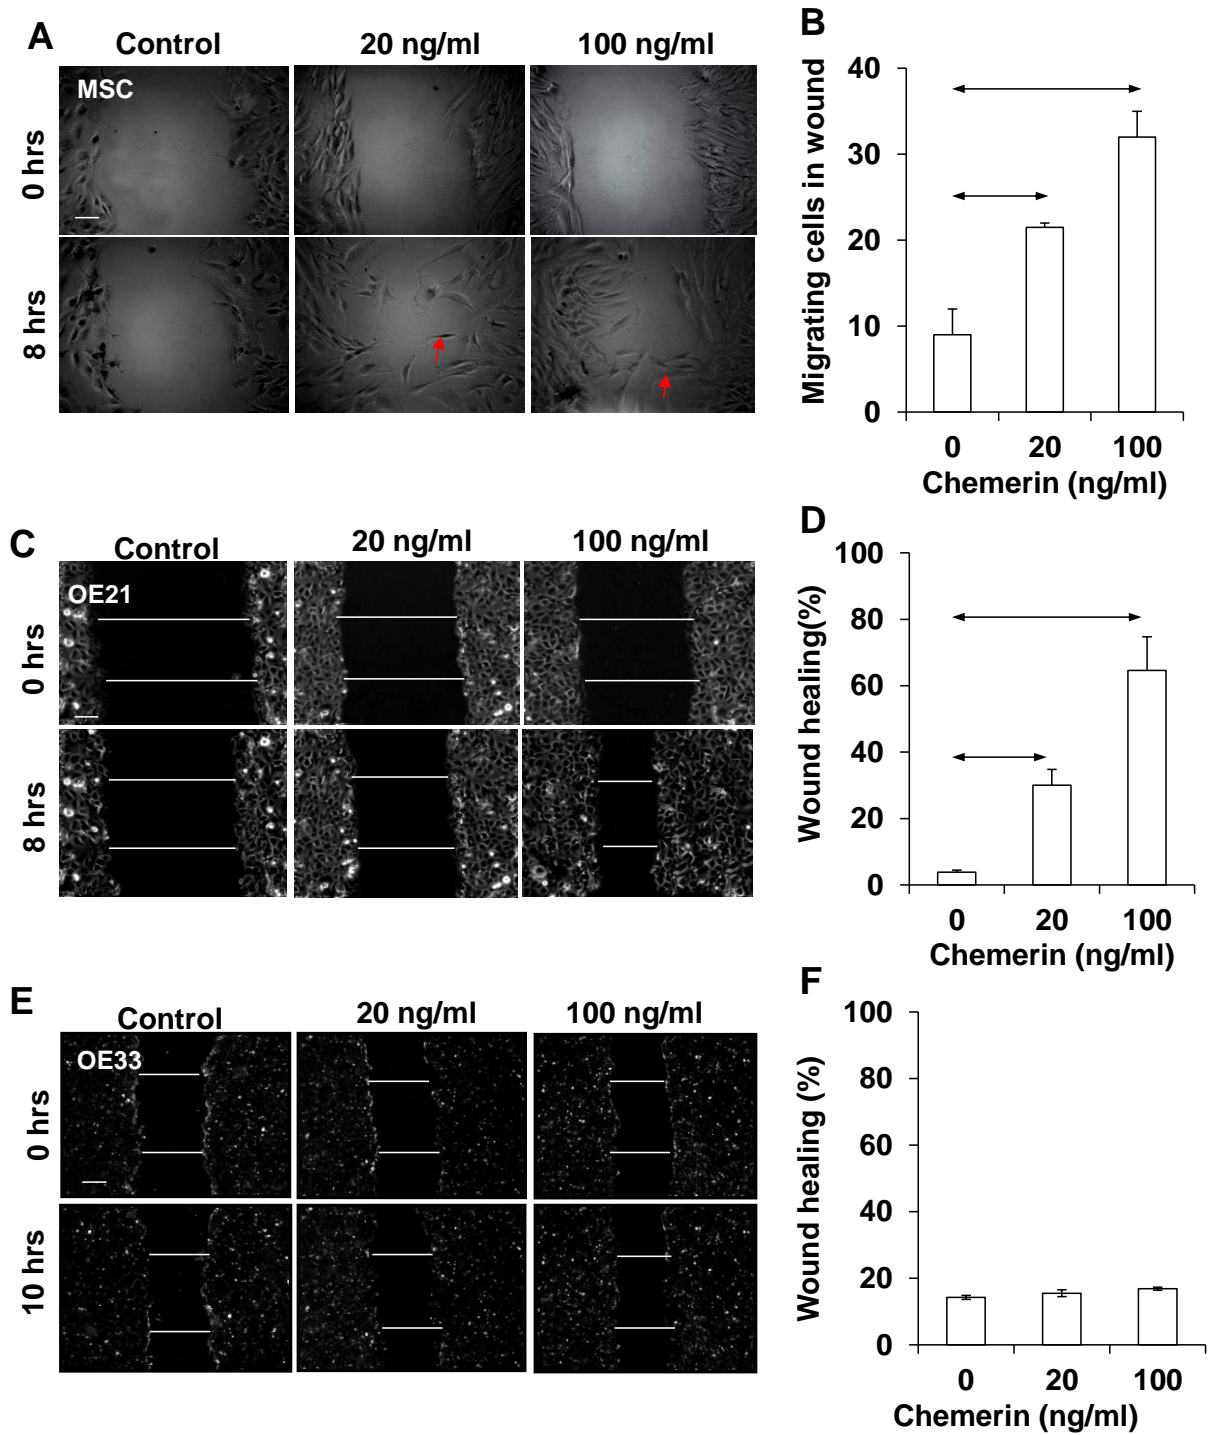 A
Control
20 ng/ml
100 ng/ml
MSC
0 hrs
8 hrs
B
Migrating cells in wound
40
30
20
10
0
0 20 100
Chemerin (ng/ml)
C
Control
20 ng/ml
100 ng/ml
OE21
0 hrs
8 hrs
D
Wound healing(%)
100
80
60
40
20
0
0 20 100
Chemerin (ng/ml)
E
Control
20 ng/ml
100 ng/ml
OE33
0 hrs
10 hrs
F
Wound healing (%)
100
80
60
40
20
0
0 20 100
Chemerin (ng/ml)